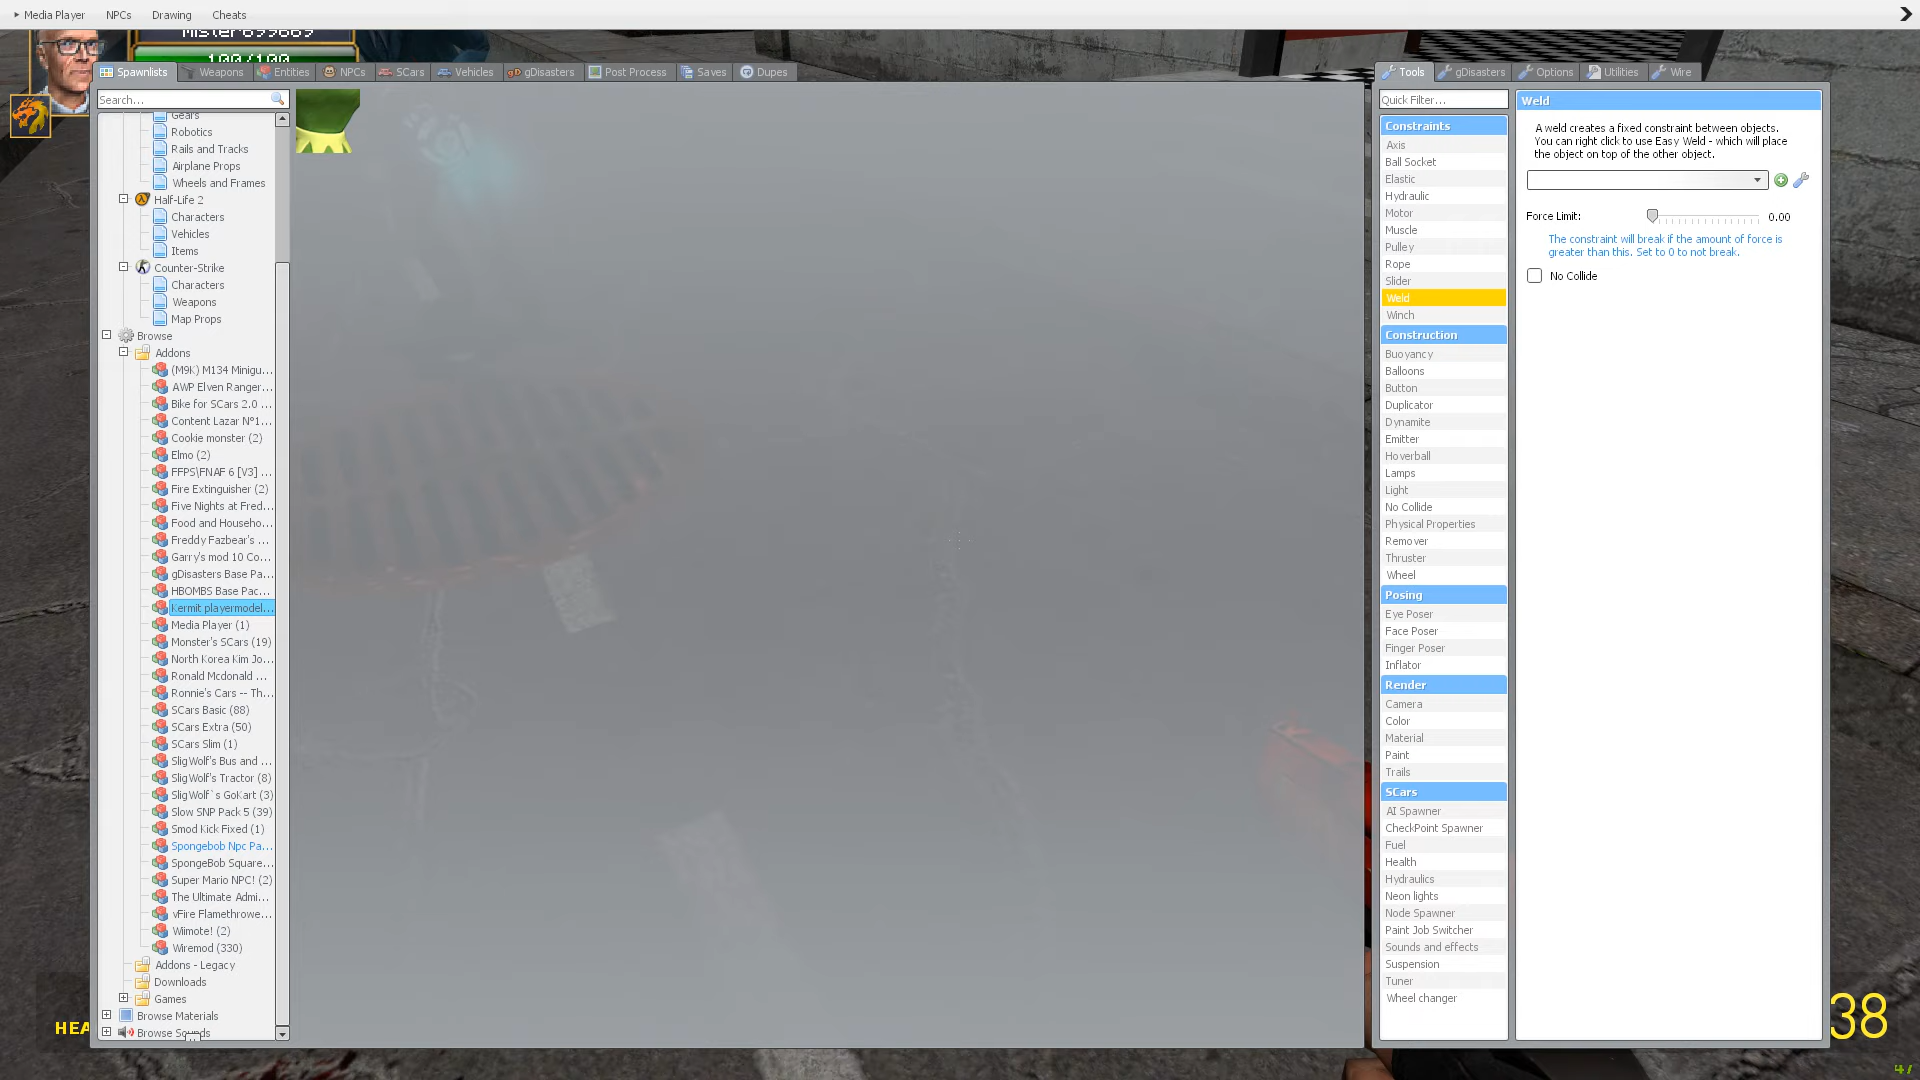 Media Player NPCs Drawing Cheats
Mister699669
100/100
Spawnlists Weapons Entities NPCs SCars Vehicles gDisasters Post Process Saves Dupes
Search...
Gears
Robotics
Rails and Tracks
Airplane Props
Wheels and Frames
Half-Life 2
Characters
Vehicles
Items
Counter-Strike
Characters
Weapons
Map Props
Browse
Addons
(M9K) M134 Minigu...
AWP Elven Ranger...
Bike for SCars 2.0 ...
Content Lazar N°1...
Cookie monster (2)
Elmo (2)
FFPS\FNAF 6 [V3] ...
Fire Extinguisher (2)
Five Nights at Fred...
Food and Househo...
Freddy Fazbear's ...
Garry's mod 10 Co...
gDisasters Base Pa...
HBOMBS Base Pac...
Kermit playermodel...
Media Player (1)
Monster's SCars (19)
North Korea Kim Jo...
Ronald Mcdonald ...
Ronnie's Cars -- Th...
SCars Basic (88)
SCars Extra (50)
SCars Slim (1)
SligWolf's Bus and ...
SligWolf's Tractor (8)
SligWolf`s GoKart (3)
Slow SNP Pack 5 (39)
Smod Kick Fixed (1)
Spongebob Npc Pa...
SpongeBob Square...
Super Mario NPC! (2)
The Ultimate Admi...
vFire Flamethrowe...
Wiimote! (2)
Wiremod (330)
Addons - Legacy
Downloads
Games
Browse Materials
Browse Sounds
HEA
Tools gDisasters Options Utilities Wire
Quick Filter...
Constraints
Axis
Ball Socket
Elastic
Hydraulic
Motor
Muscle
Pulley
Rope
Slider
Weld
Winch
Construction
Buoyancy
Balloons
Button
Duplicator
Dynamite
Emitter
Hoverball
Lamps
Light
No Collide
Physical Properties
Remover
Thruster
Wheel
Posing
Eye Poser
Face Poser
Finger Poser
Inflator
Render
Camera
Color
Material
Paint
Trails
SCars
AI Spawner
CheckPoint Spawner
Fuel
Health
Hydraulics
Neon lights
Node Spawner
Paint Job Switcher
Sounds and effects
Suspension
Tuner
Wheel changer
Weld
A weld creates a fixed constraint between objects.
You can right click to use Easy Weld - which will place
the object on top of the other object.
Force Limit: 0.00
The constraint will break if the amount of force is
greater than this. Set to 0 to not break.
No Collide
38
47